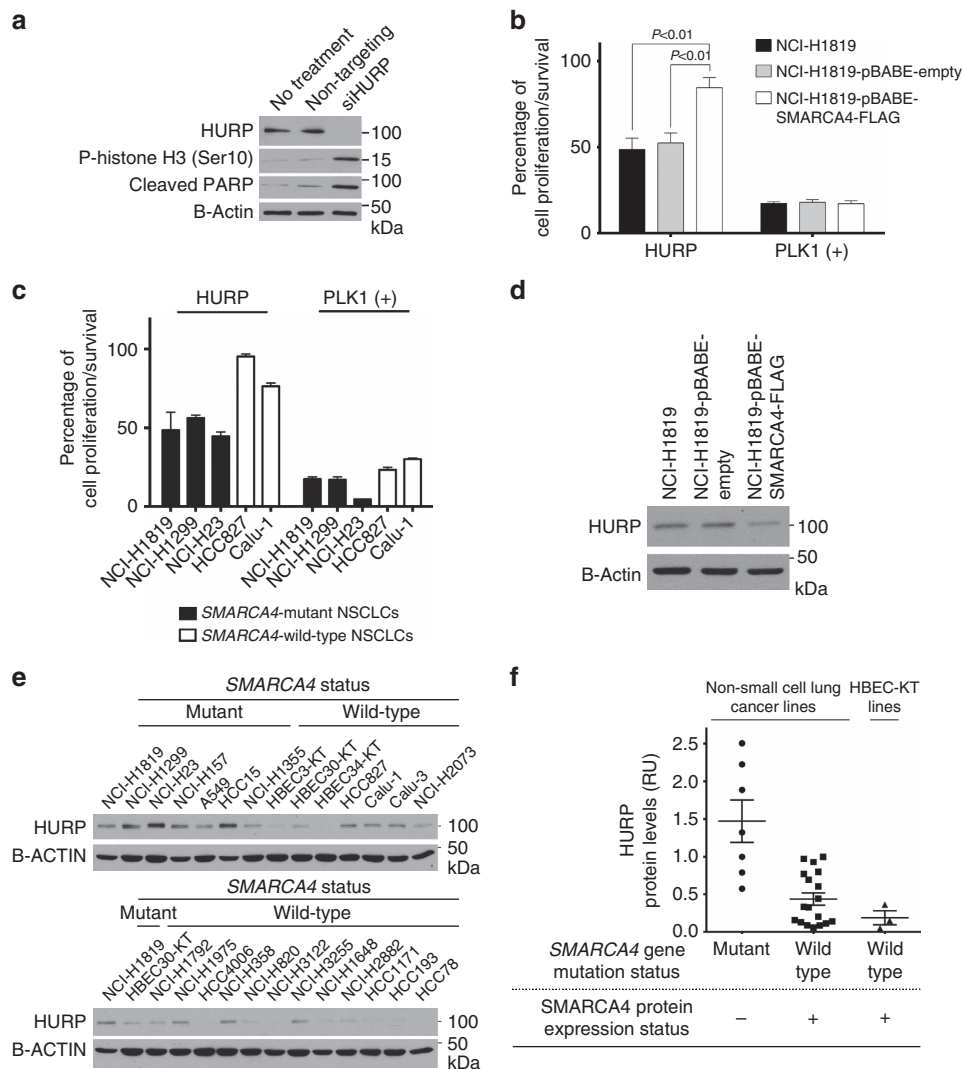 a
No treatment
Non-targeting
siHURP
HURP
100
P-histone H3 (Ser10)
15
Cleaved PARP
100
B-Actin
50
kDa
b
Percentage of
cell proliferation/survival
100
50
0
P<0.01
P<0.01
NCI-H1819
NCI-H1819-pBABE-empty
NCI-H1819-pBABE-
SMARCA4-FLAG
HURP
PLK1 (+)
c
HURP
PLK1 (+)
Percentage of
cell proliferation/survival
100
50
0
NCI-H1819
NCI-H1299
NCI-H23
HCC827
Calu-1
NCI-H1819
NCI-H1299
NCI-H23
HCC827
Calu-1
SMARCA4-mutant NSCLCs
SMARCA4-wild-type NSCLCs
d
NCI-H1819
NCI-H1819-pBABE-
empty
NCI-H1819-pBABE-
SMARCA4-FLAG
HURP
100
B-Actin
50
kDa
e
SMARCA4 status
Mutant
Wild-type
NCI-H1819
NCI-H1299
NCI-H23
NCI-H157
A549
HCC15
NCI-H1355
HBEC3-KT
HBEC30-KT
HBEC34-KT
HCC827
Calu-1
Calu-3
NCI-H2073
HURP
100
B-ACTIN
50
kDa
SMARCA4 status
Mutant
Wild-type
NCI-H1819
HBEC30-KT
NCI-H1792
NCI-H1975
HCC4006
NCI-H358
NCI-H820
NCI-H3122
NCI-H3255
NCI-H1648
NCI-H2882
HCC1171
HCC193
HCC78
HURP
100
B-ACTIN
50
kDa
f
Non-small cell lung
cancer lines
HBEC-KT
lines
HURP
protein levels (RU)
2.5
2.0
1.5
1.0
0.5
0.0
SMARCA4 gene
mutation status
Mutant
Wild
type
Wild
type
SMARCA4 protein
expression status
–
+
+